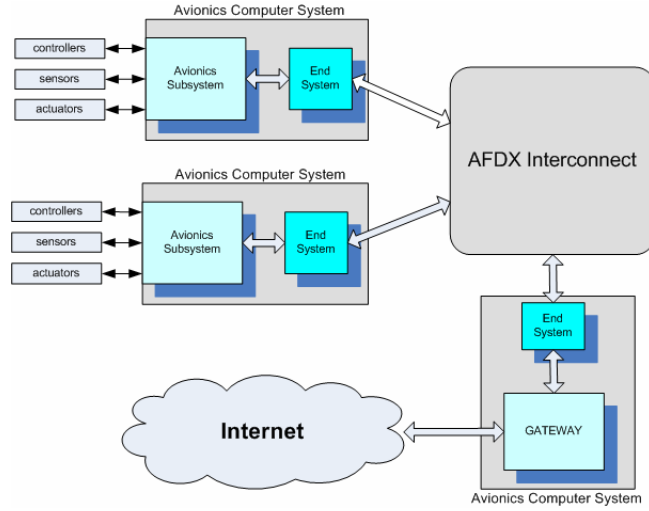 Avionics Computer System
controllers
sensors
actuators
Avionics
Subsystem
End
System
AFDX Interconnect
Avionics Computer System
controllers
sensors
actuators
Avionics
Subsystem
End
System
End
System
GATEWAY
Avionics Computer System
Internet